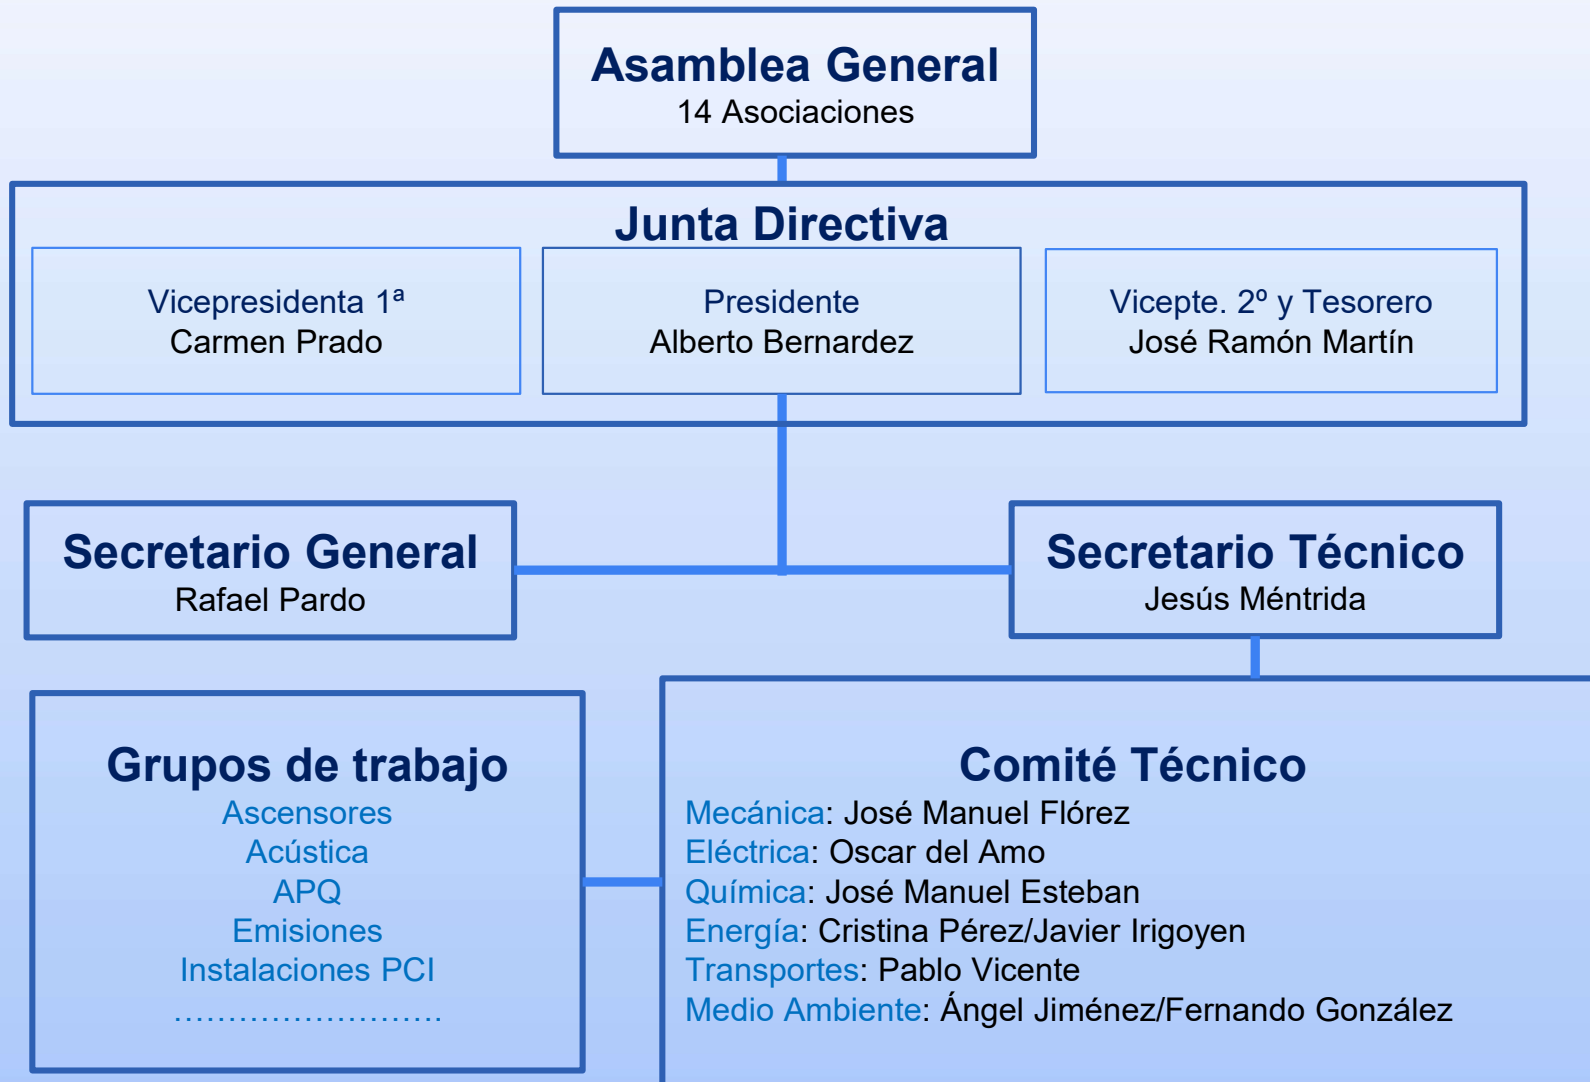 Asamblea General
14 Asociaciones
Junta Directiva
Vicepresidenta 1ª
Carmen Prado
Presidente
Alberto Bernardez
Vicepte. 2º y Tesorero
José Ramón Martín
Secretario General
Rafael Pardo
Secretario Técnico
Jesús Méntrida
Grupos de trabajo
Ascensores
Acústica
APQ
Emisiones
Instalaciones PCI
…………………….
Comité Técnico
Mecánica: José Manuel Flórez
Eléctrica: Oscar del Amo
Química: José Manuel Esteban
Energía: Cristina Pérez/Javier Irigoyen
Transportes: Pablo Vicente
Medio Ambiente: Ángel Jiménez/Fernando González